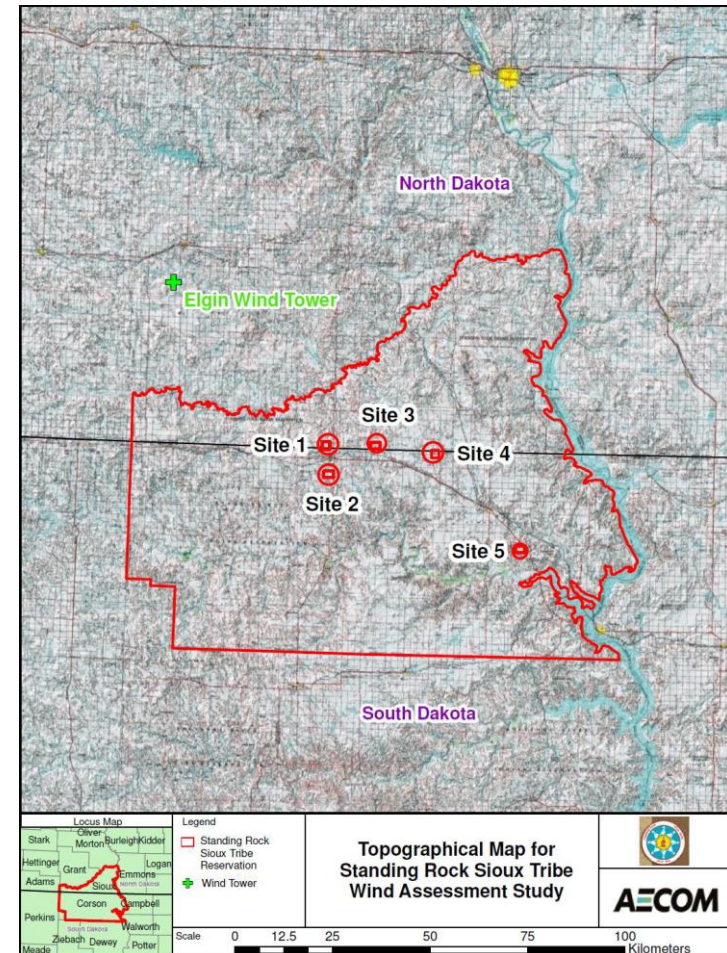 North Dakota
Elgin Wind Tower
Site 3
Site 1
Site 4
Site 2
Site 5
South Dakota
Locus Map
Oliver
Stark
Morton
Burleigh
Kidder
Hettinger
Grant
Logan
Emmons
Adams
Sioux
North Dakota
Corson
Campbell
Perkins
South Dakota
Walworth
Ziebach
Dewey
Potter
Meade
Legend
Standing Rock
Sioux Tribe
Reservation
Wind Tower
Topographical Map for
Standing Rock Sioux Tribe
Wind Assessment Study
AECOM
Scale
0 12.5 25 50 75 100
Kilometers